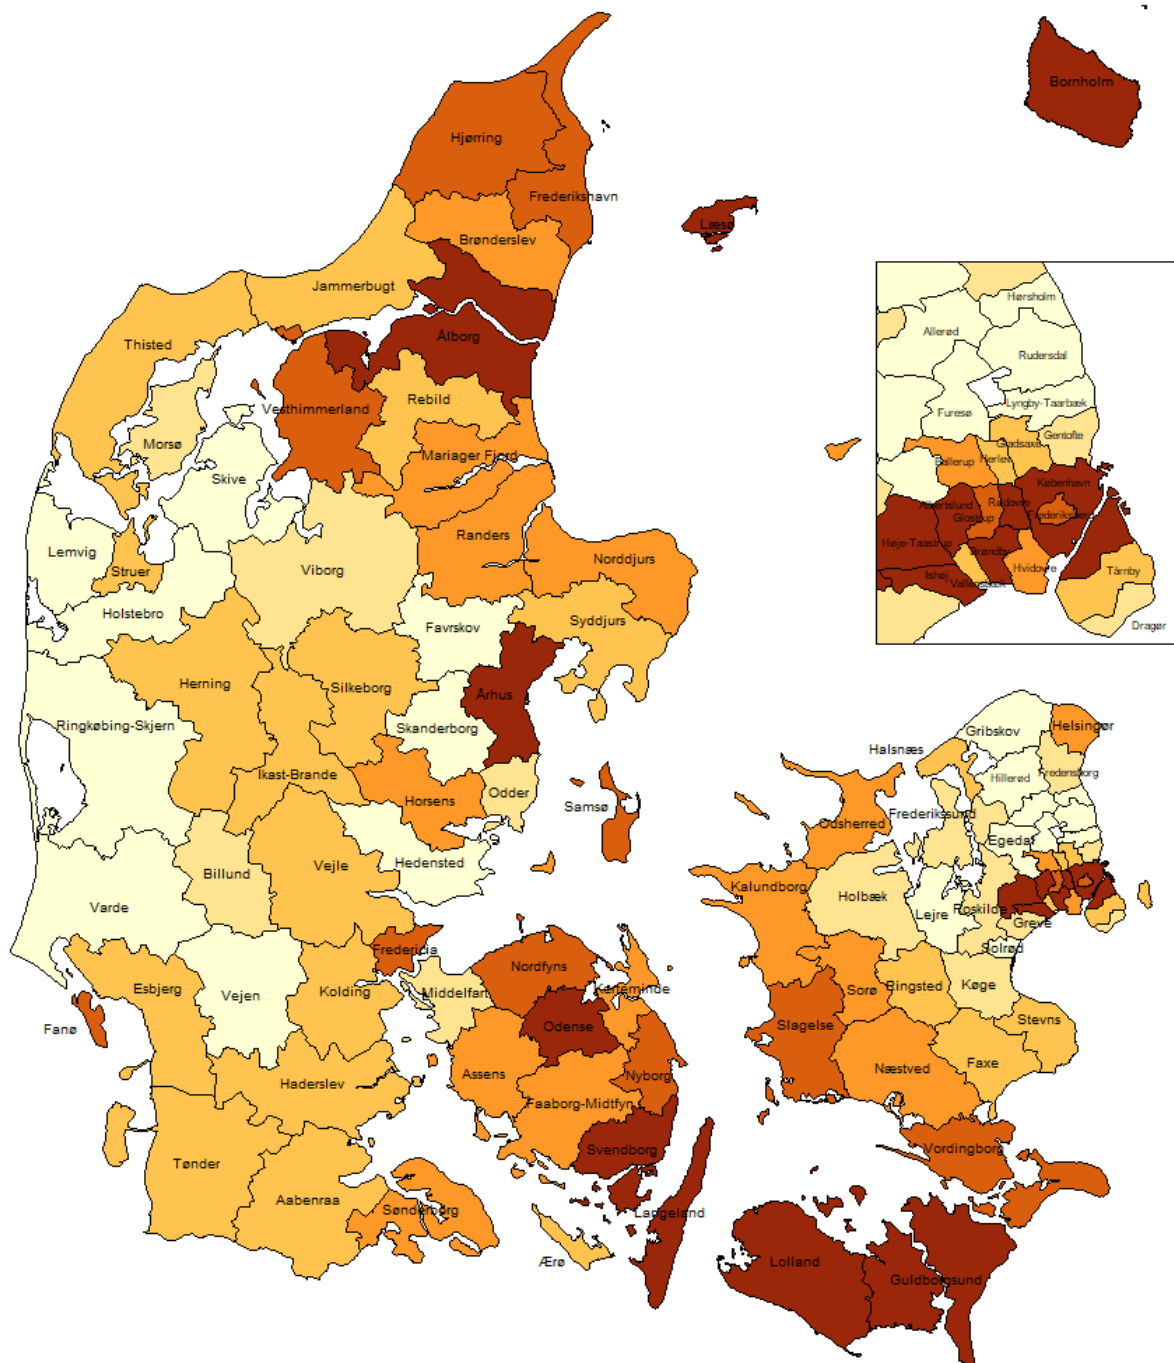 Bornholm
Hjørring
Frederikshavn
Læsø
Brønderslev
Jammerbugt
Ålborg
Thisted
Rebild
Vesthimmerland
Morsø
Mariager Fjord
Skive
Randers
Norddjurs
Lemvig
Struer
Viborg
Holstebro
Favrskov
Syddjurs
Herning
Silkeborg
Århus
Ringkøbing-Skjern
Skanderborg
Ikast-Brande
Horsens
Odder
Samsø
Hedensted
Billund
Vejle
Varde
Fredericia
Esbjerg
Vejen
Kolding
Fanø
Haderslev
Tønder
Aabenraa
Sønderborg
Middelfart
Nordfyns
Kerteminde
Odense
Assens
Nyborg
Faaborg-Midtfyn
Svendborg
Langeland
Ærø
Hørsholm
Allerød
Rudersdal
Lyngby-Taarbæk
Furesø
Gentofte
Gladsaxe
Ballerup
Herlev
København
Albertslund
Rødovre
Glostrup
Frederiksberg
Høje-Taastrup
Brøndby
Hvidovre
Ishøj
Vallensbæk
Tårnby
Dragør
Gribskov
Helsingør
Halsnæs
Hillerød
Fredensborg
Odsherred
Frederikssund
Egedal
Kalundborg
Holbæk
Lejre
Roskilde
Greve
Solrød
Sorø
Ringsted
Køge
Slagelse
Stevns
Næstved
Faxe
Vordingborg
Lolland
Guldborgsund